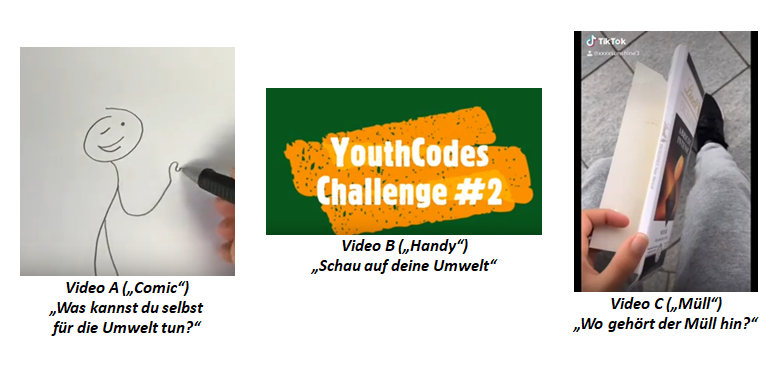 Video A („Comic“)
„Was kannst du selbst
für die Umwelt tun?“
YouthCodes
Challenge #2
Video B („Handy“)
„Schau auf deine Umwelt“
TikTok
Video C („Müll“)
„Wo gehört der Müll hin?“